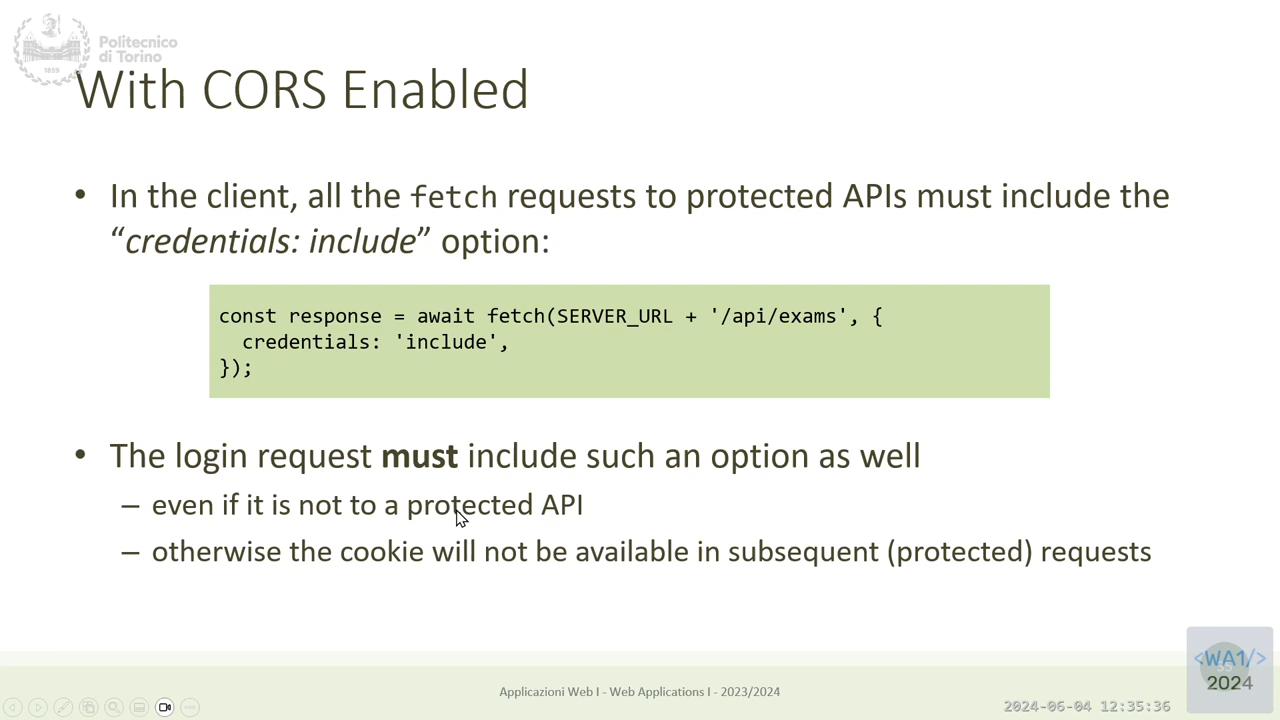 Politecnico
di Torino
1859
With CORS Enabled
• In the client, all the fetch requests to protected APIs must include the
“credentials: include” option:
const response = await fetch(SERVER_URL + '/api/exams', {
credentials: 'include',
});
• The login request must include such an option as well
– even if it is not to a protected API
– otherwise the cookie will not be available in subsequent (protected) requests
Applicazioni Web I - Web Applications I - 2023/2024
2024-06-04 12:35:36
<WA1/>
2024